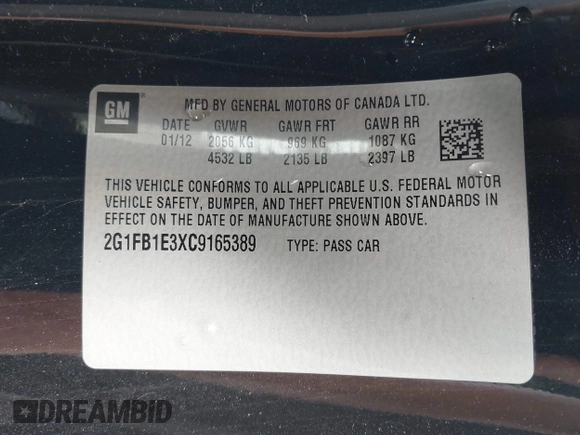 GM
®
MFD BY GENERAL MOTORS OF CANADA LTD.
DATE GVWR GAWR FRT GAWR RR
01/12 2056 KG 969 KG 1087 KG
4532 LB 2135 LB 2397 LB
THIS VEHICLE CONFORMS TO ALL APPLICABLE U.S. FEDERAL MOTOR
VEHICLE SAFETY, BUMPER, AND THEFT PREVENTION STANDARDS IN
EFFECT ON THE DATE OF MANUFACTURE SHOWN ABOVE.
2G1FB1E3XC9165389 TYPE: PASS CAR
DREAMBID